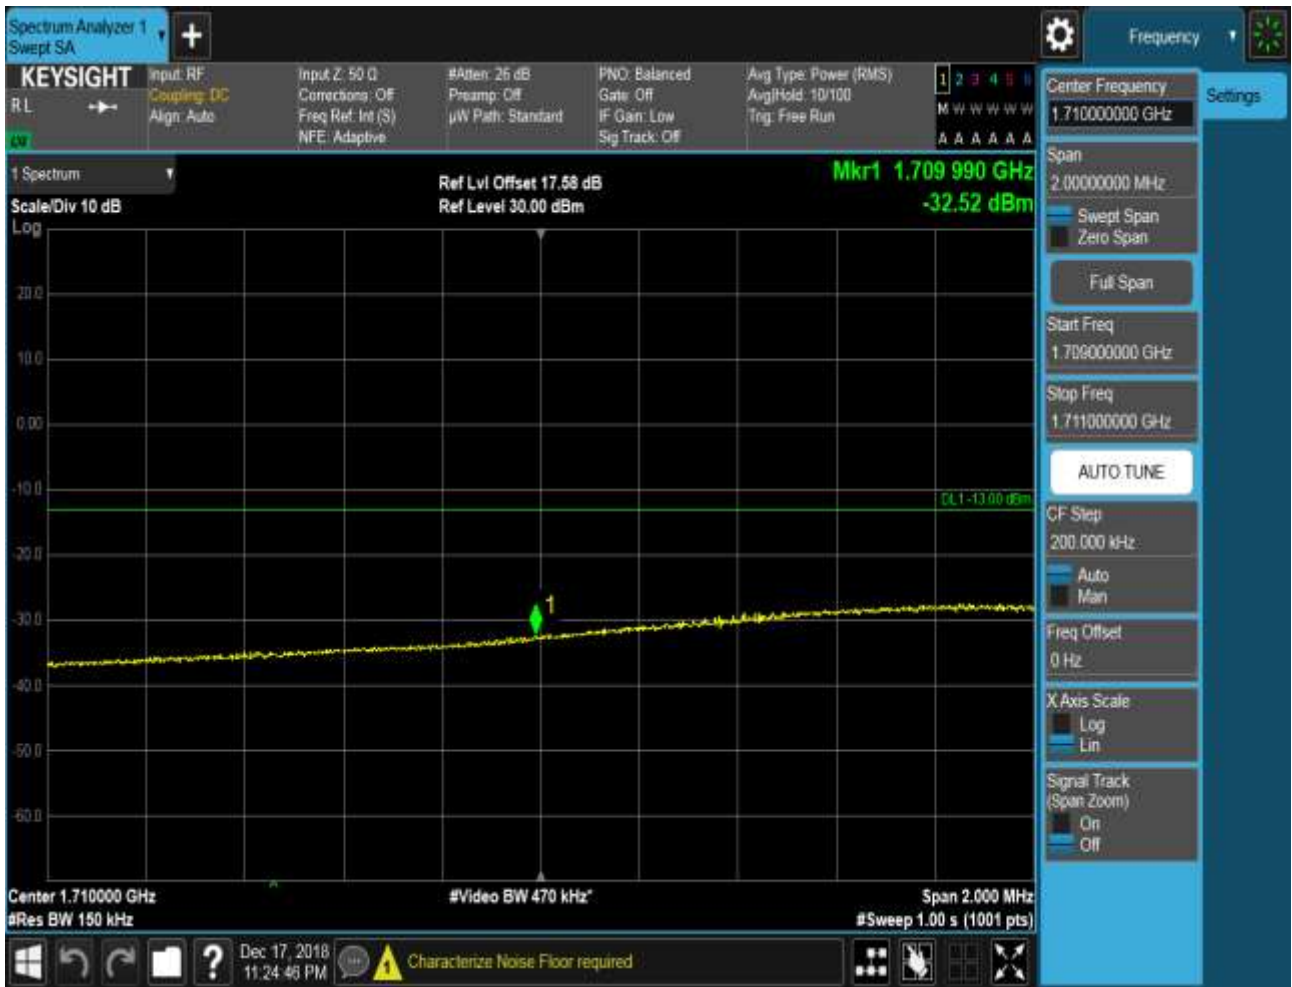 Spectrum Analyzer 1
Swept SA
Frequency
KEYSIGHT
RL
Input: RF
Coupling: DC
Align: Auto
Input Z: 50 Ω
Corrections: Off
Freq Ref: Int (S)
NFE: Adaptive
#Atten: 26 dB
Preamp: Off
µW Path: Standard
PNO: Balanced
Gate: Off
IF Gain: Low
Sig Track: Off
Avg Type: Power (RMS)
Avg|Hold: 10/100
Trig: Free Run
1 2 3 4 5 6
M W W W W W
A A A A A A
1 Spectrum
Scale/Div 10 dB
Log
Ref Lvl Offset 17.58 dB
Ref Level 30.00 dBm
Mkr1 1.709 990 GHz
-32.52 dBm
20.0
10.0
0.00
-10.0
-20.0
-30.0
-40.0
-50.0
-60.0
DL1 -13.00 dBm
1
Center 1.710000 GHz
#Res BW 150 kHz
#Video BW 470 kHz*
Span 2.000 MHz
#Sweep 1.00 s (1001 pts)
Center Frequency
1.710000000 GHz
Settings
Span
2.00000000 MHz
Swept Span
Zero Span
Full Span
Start Freq
1.709000000 GHz
Stop Freq
1.711000000 GHz
AUTO TUNE
CF Step
200.000 kHz
Auto
Man
Freq Offset
0 Hz
X Axis Scale
Log
Lin
Signal Track
(Span Zoom)
On
Off
?
Dec 17, 2018
11:24:46 PM
1
Characterize Noise Floor required